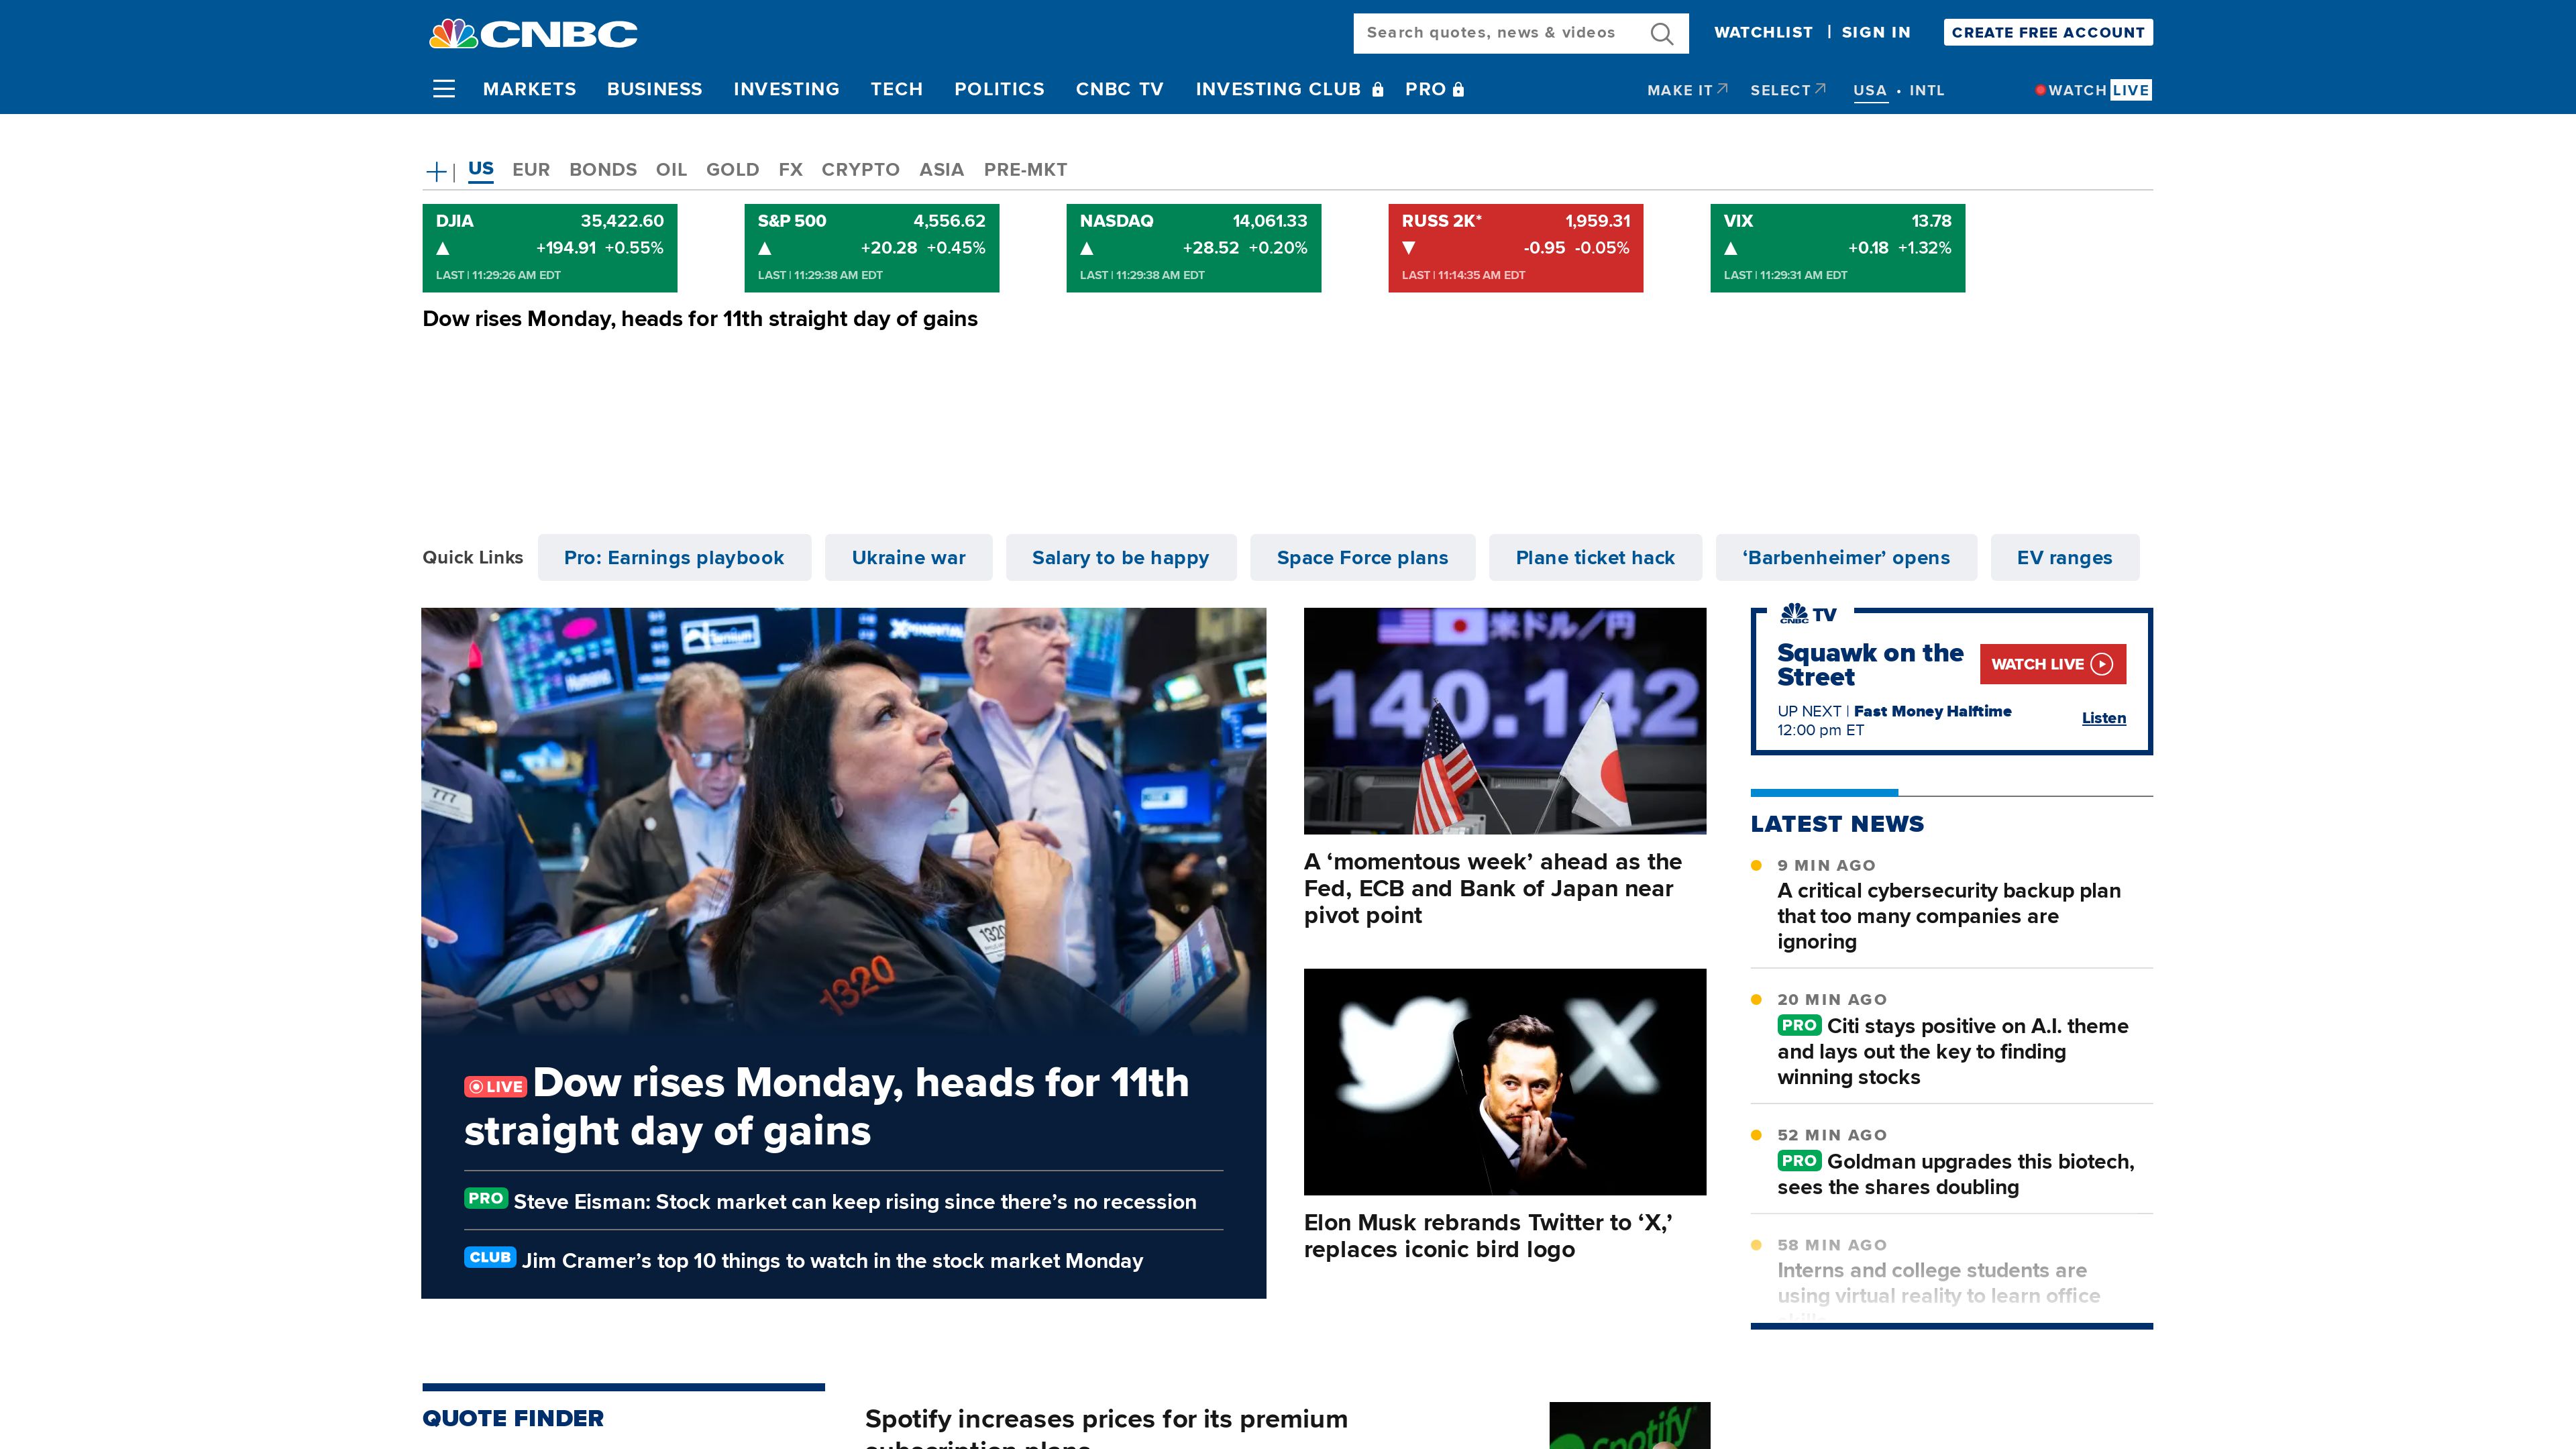 CNBC
Search quotes, news & videos
WATCHLIST | SIGN IN
CREATE FREE ACCOUNT
MARKETS BUSINESS INVESTING TECH POLITICS CNBC TV INVESTING CLUB PRO
MAKE IT SELECT USA • INTL
WATCH LIVE
US EUR BONDS OIL GOLD FX CRYPTO ASIA PRE-MKT
DJIA 35,422.60
+194.91 +0.55%
LAST | 11:29:26 AM EDT
S&P 500 4,556.62
+20.28 +0.45%
LAST | 11:29:38 AM EDT
NASDAQ 14,061.33
+28.52 +0.20%
LAST | 11:29:38 AM EDT
RUSS 2K* 1,959.31
-0.95 -0.05%
LAST | 11:14:35 AM EDT
VIX 13.78
+0.18 +1.32%
LAST | 11:29:31 AM EDT
Dow rises Monday, heads for 11th straight day of gains
Quick Links Pro: Earnings playbook Ukraine war Salary to be happy Space Force plans Plane ticket hack ‘Barbenheimer’ opens EV ranges
777
1320
1320
LIVE Dow rises Monday, heads for 11th
straight day of gains
PRO Steve Eisman: Stock market can keep rising since there’s no recession
CLUB Jim Cramer’s top 10 things to watch in the stock market Monday
米ドル/円
140.142
A ‘momentous week’ ahead as the
Fed, ECB and Bank of Japan near
pivot point
X
Elon Musk rebrands Twitter to ‘X,’
replaces iconic bird logo
CNBC TV
Squawk on the
Street
WATCH LIVE
UP NEXT | Fast Money Halftime
12:00 pm ET
Listen
LATEST NEWS
9 MIN AGO
A critical cybersecurity backup plan
that too many companies are
ignoring
20 MIN AGO
PRO Citi stays positive on A.I. theme
and lays out the key to finding
winning stocks
52 MIN AGO
PRO Goldman upgrades this biotech,
sees the shares doubling
58 MIN AGO
Interns and college students are
using virtual reality to learn office
QUOTE FINDER
Spotify increases prices for its premium
subscription plans
Spotify